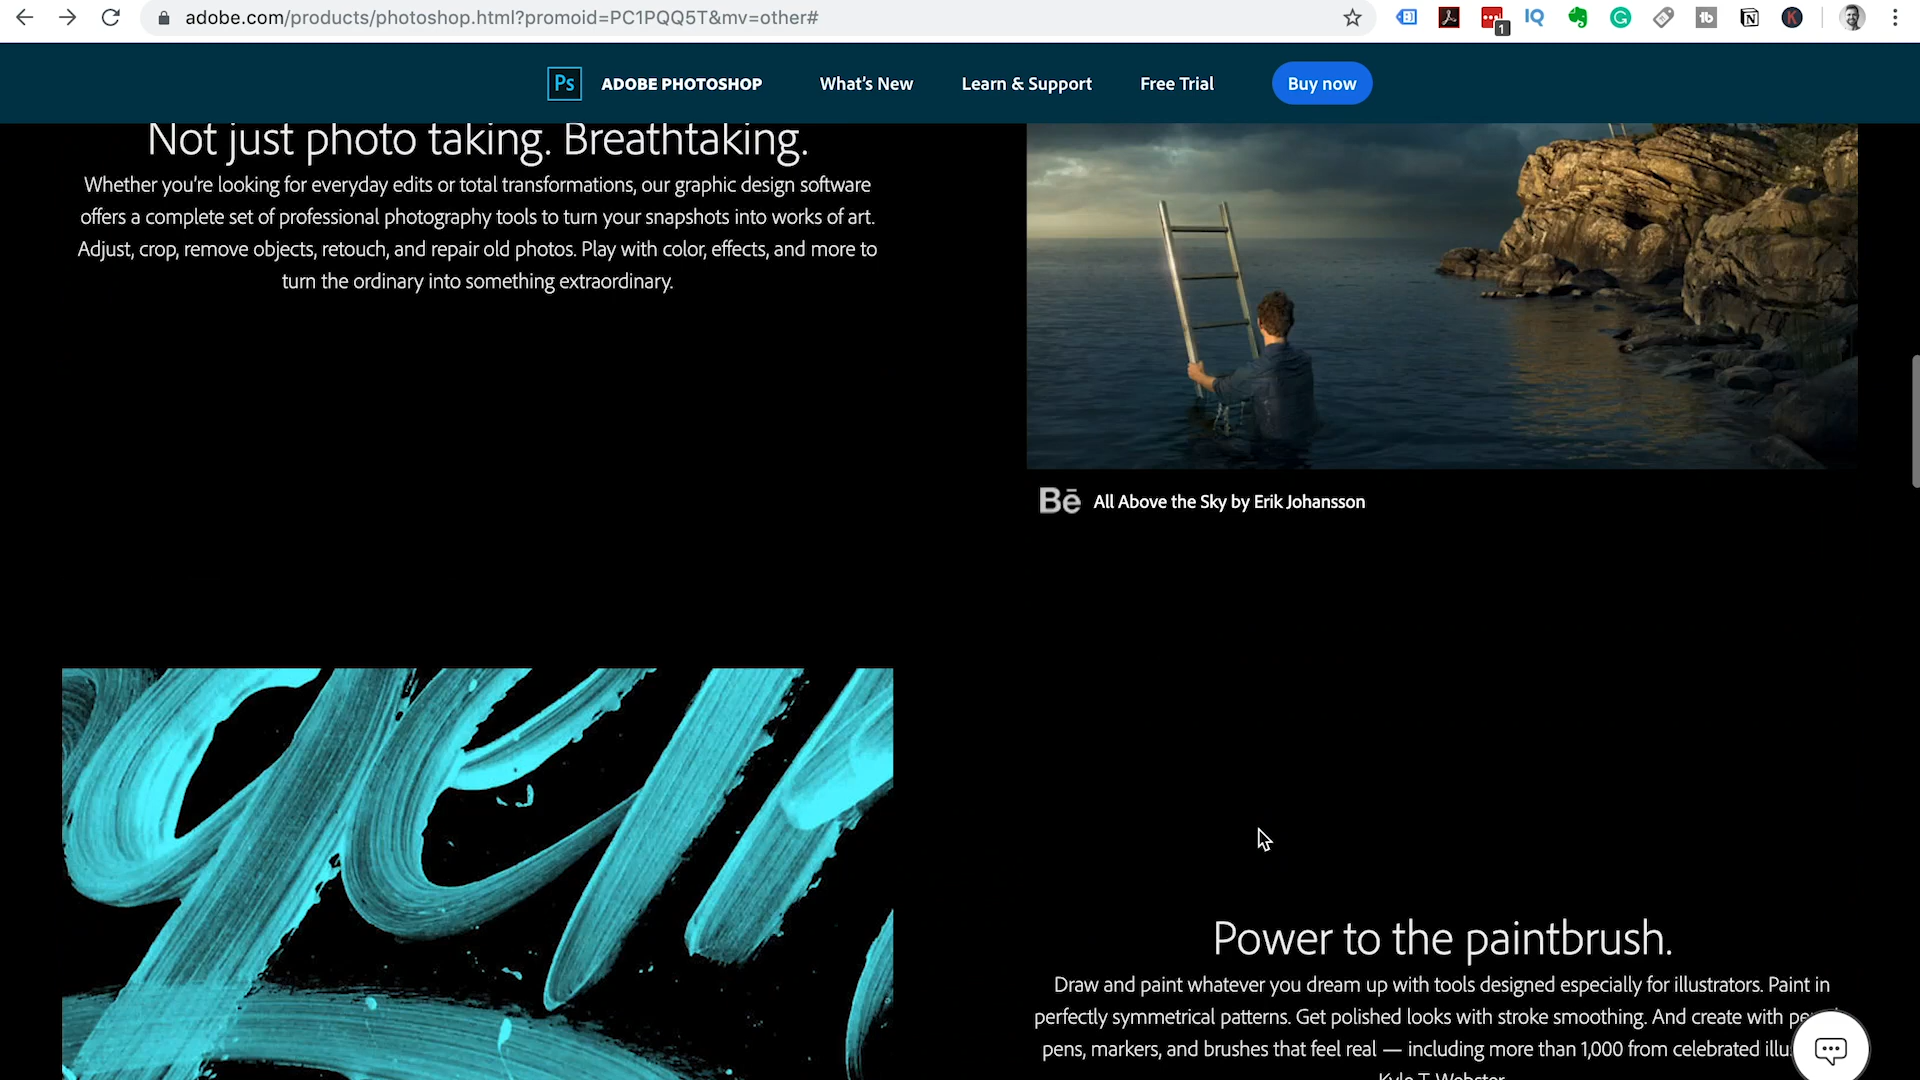 adobe.com/products/photoshop.html?promoid=PC1PQQ5T&mv=other#
1
IQ
Ps ADOBE PHOTOSHOP What's New Learn & Support Free Trial Buy now
Not just photo taking. Breathtaking.
Whether you're looking for everyday edits or total transformations, our graphic design software
offers a complete set of professional photography tools to turn your snapshots into works of art.
Adjust, crop, remove objects, retouch, and repair old photos. Play with color, effects, and more to
turn the ordinary into something extraordinary.
Bē All Above the Sky by Erik Johansson
Power to the paintbrush.
Draw and paint whatever you dream up with tools designed especially for illustrators. Paint in
perfectly symmetrical patterns. Get polished looks with stroke smoothing. And create with
pens, markers, and brushes that feel real — including more than 1,000 from celebrated
Kyle T. Webster